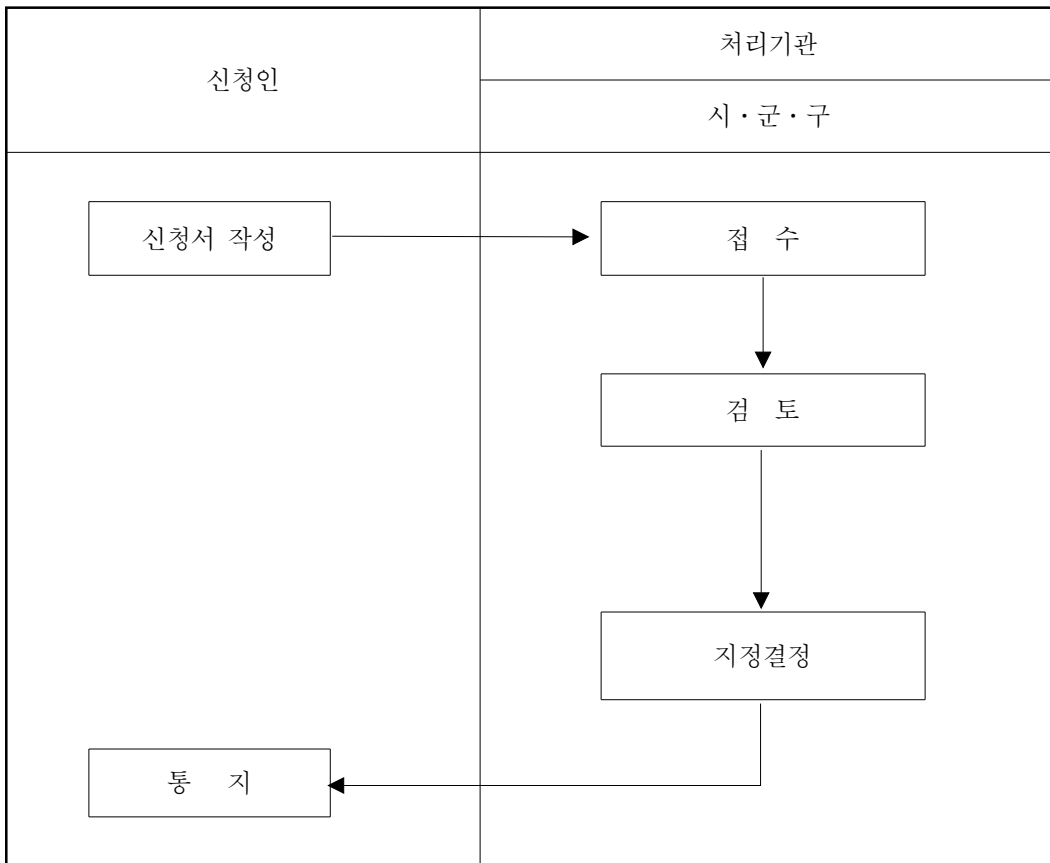 신청인
처리기관
시·군·구
신청서 작성
접 수
검 토
지정결정
통 지